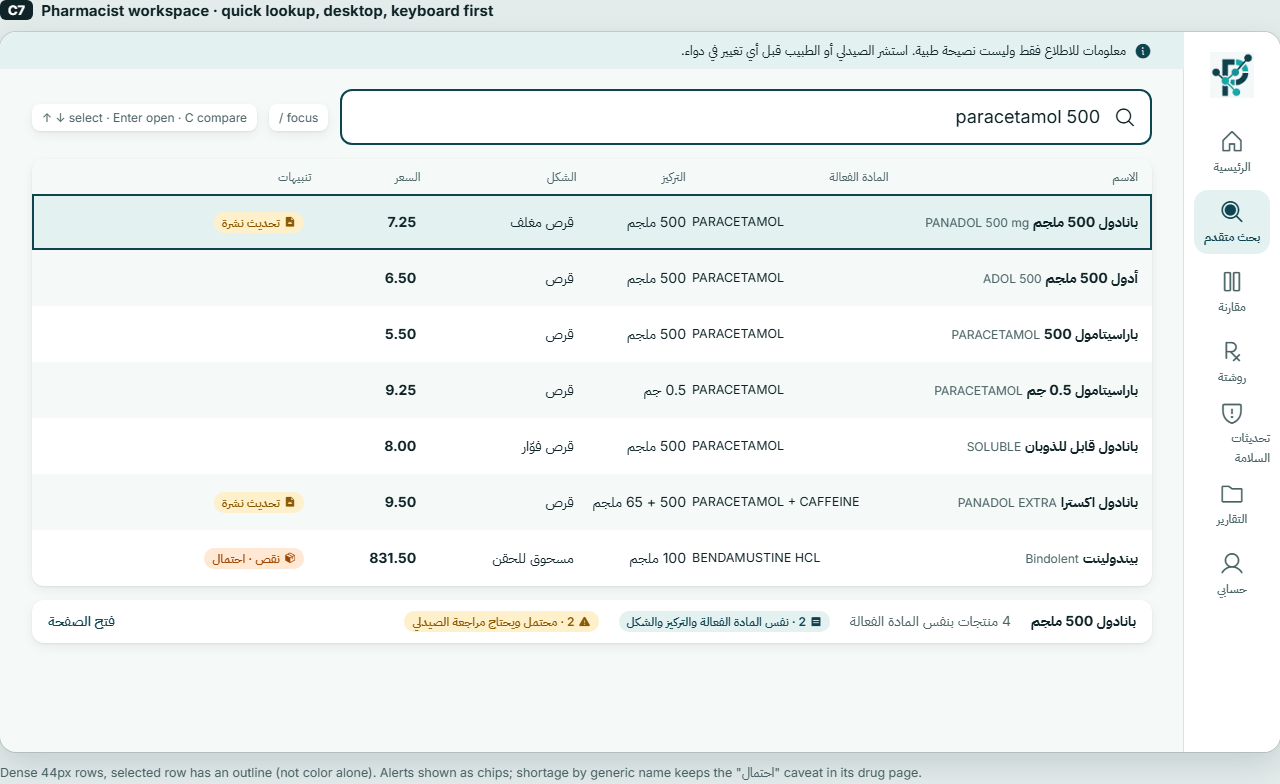 C7 Pharmacist workspace · quick lookup, desktop, keyboard first
معلومات للاطلاع فقط وليست نصيحة طبية. استشر الصيدلي أو الطبيب قبل أي تغيير في دواء.
paracetamol 500
/ focus
↑ ↓ select · Enter open · C compare
الاسم المادة الفعالة التركيز الشكل السعر تنبيهات
بانادول 500 ملجم PANADOL 500 mg PARACETAMOL 500 ملجم قرص مغلف 7.25 تحديث نشرة
أدول 500 ملجم ADOL 500 PARACETAMOL 500 ملجم قرص 6.50
باراسيتامول 500 PARACETAMOL PARACETAMOL 500 ملجم قرص 5.50
باراسيتامول 0.5 جم PARACETAMOL PARACETAMOL 0.5 جم قرص 9.25
بانادول قابل للذوبان SOLUBLE PARACETAMOL 500 ملجم قرص فوّار 8.00
بانادول اكسترا PANADOL EXTRA PARACETAMOL + CAFFEINE 500 + 65 ملجم قرص 9.50 تحديث نشرة
بيندولينت Bindolent BENDAMUSTINE HCL 100 ملجم مسحوق للحقن 831.50 نقص · احتمال
بانادول 500 ملجم 4 منتجات بنفس المادة الفعالة 2 · نفس المادة الفعالة والتركيز والشكل 2 · محتمل ويحتاج مراجعة الصيدلي فتح الصفحة
الرئيسية
بحث متقدم
مقارنة
روشتة
تحديثات
السلامة
التقارير
حسابي
Dense 44px rows, selected row has an outline (not color alone). Alerts shown as chips; shortage by generic name keeps the "احتمال" caveat in its drug page.